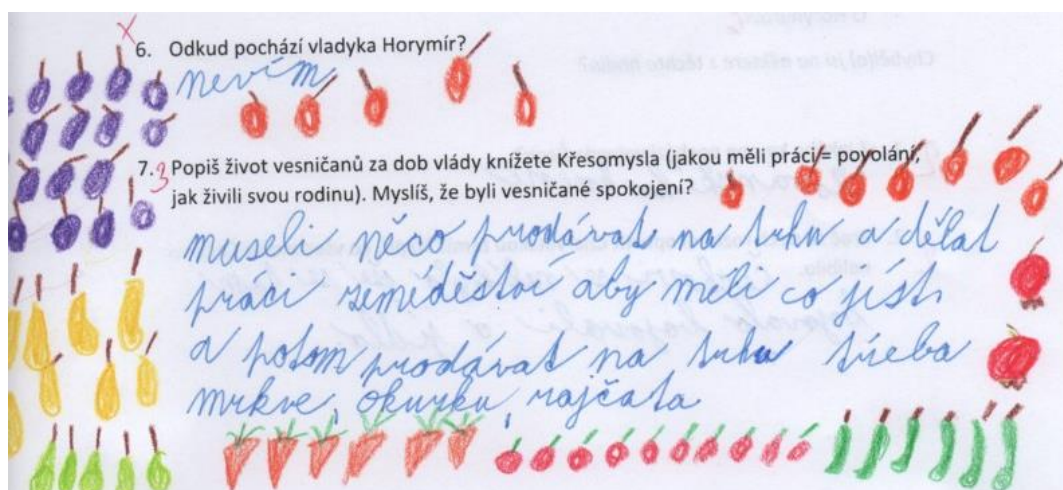 x
6. Odkud pochází vladyka Horymír?
nevím
7. Popiš život vesničanů za dob vlády knížete Křesomysla (jakou měli práci = povolání,
3
jak živili svou rodinu). Myslíš, že byli vesničané spokojení?
museli něco prodávat na trhu a dělat
práci zemědělství aby měli co jíst
a potom prodávat na trhu třeba
mrkve, okurku, rajčata